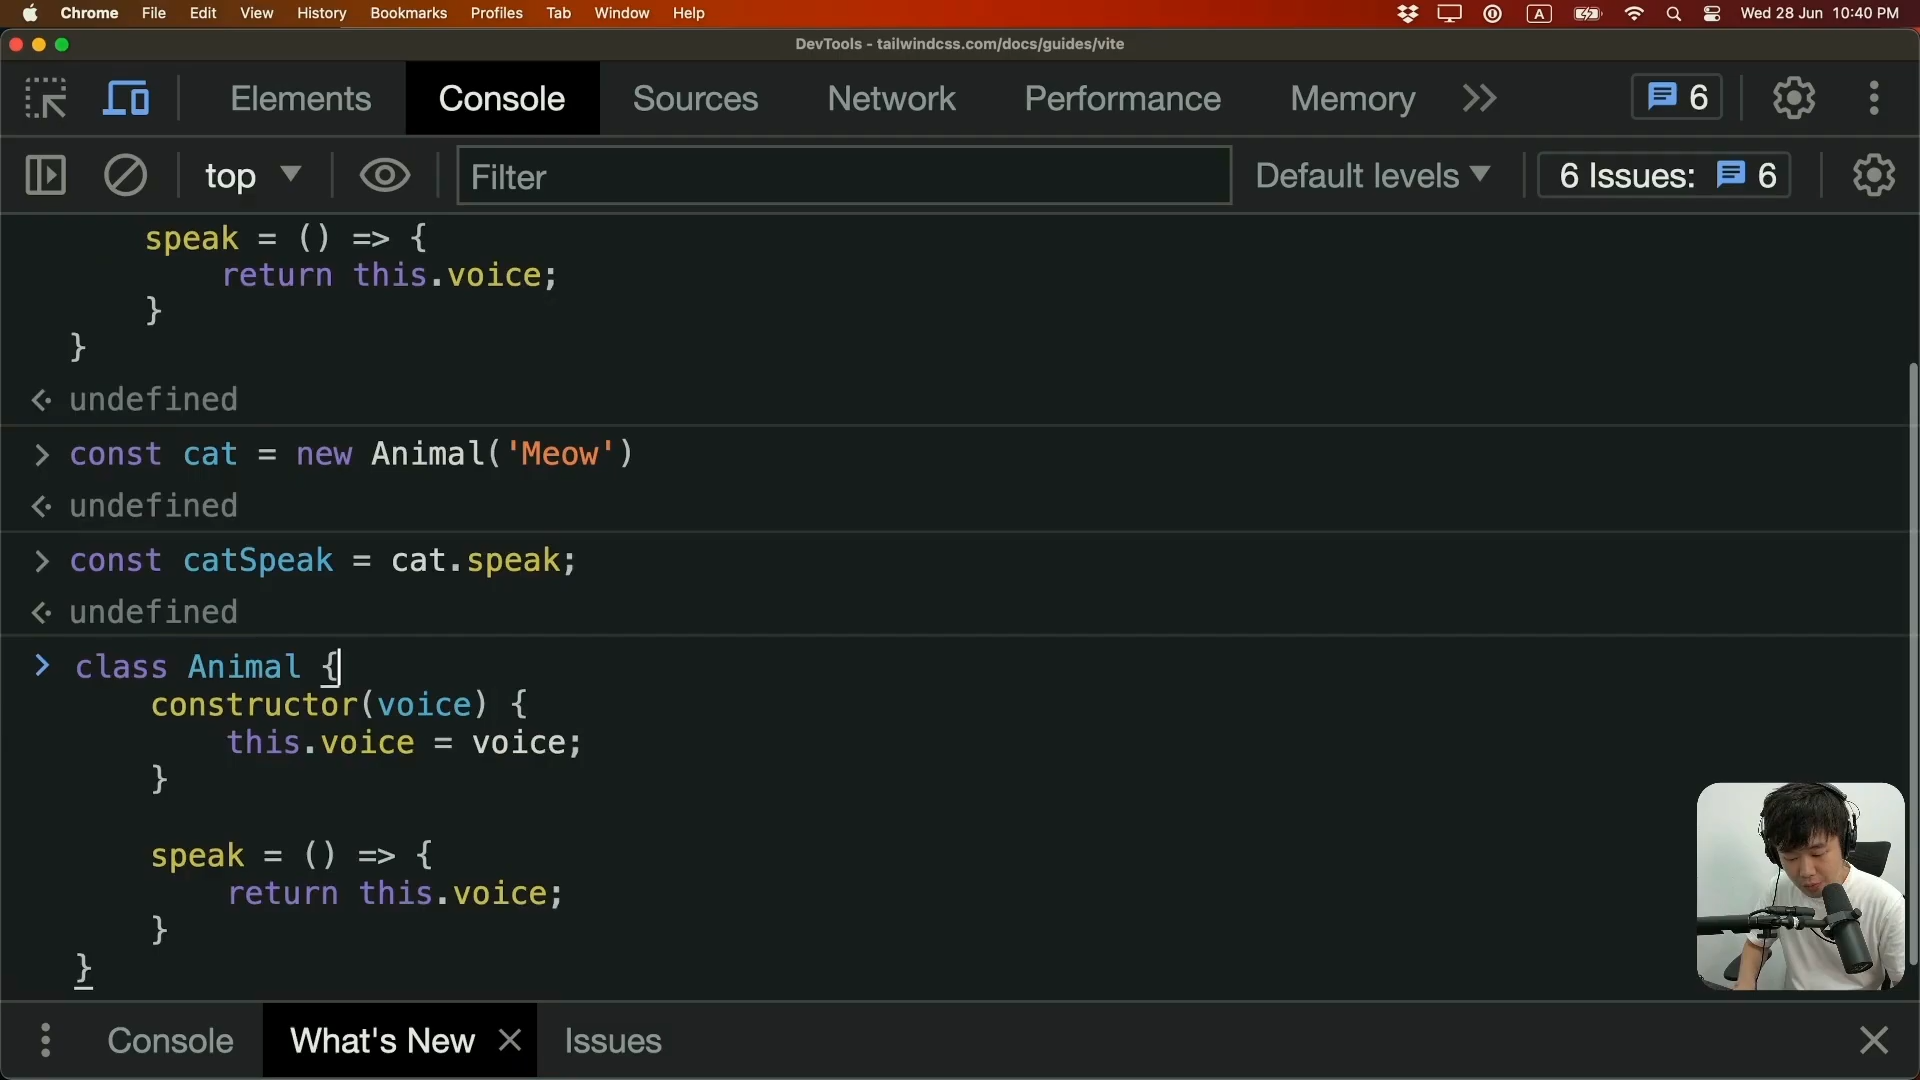 Chrome File Edit View History Bookmarks Profiles Tab Window Help A Wed 28 Jun 10:40 PM
DevTools - tailwindcss.com/docs/guides/vite
Elements Console Sources Network Performance Memory 6
top Filter Default levels 6 Issues: 6
speak = () => {
return this.voice;
}
}
undefined
const cat = new Animal('Meow')
undefined
const catSpeak = cat.speak;
undefined
class Animal {
constructor(voice) {
this.voice = voice;
}
speak = () => {
return this.voice;
}
}
Console What's New Issues